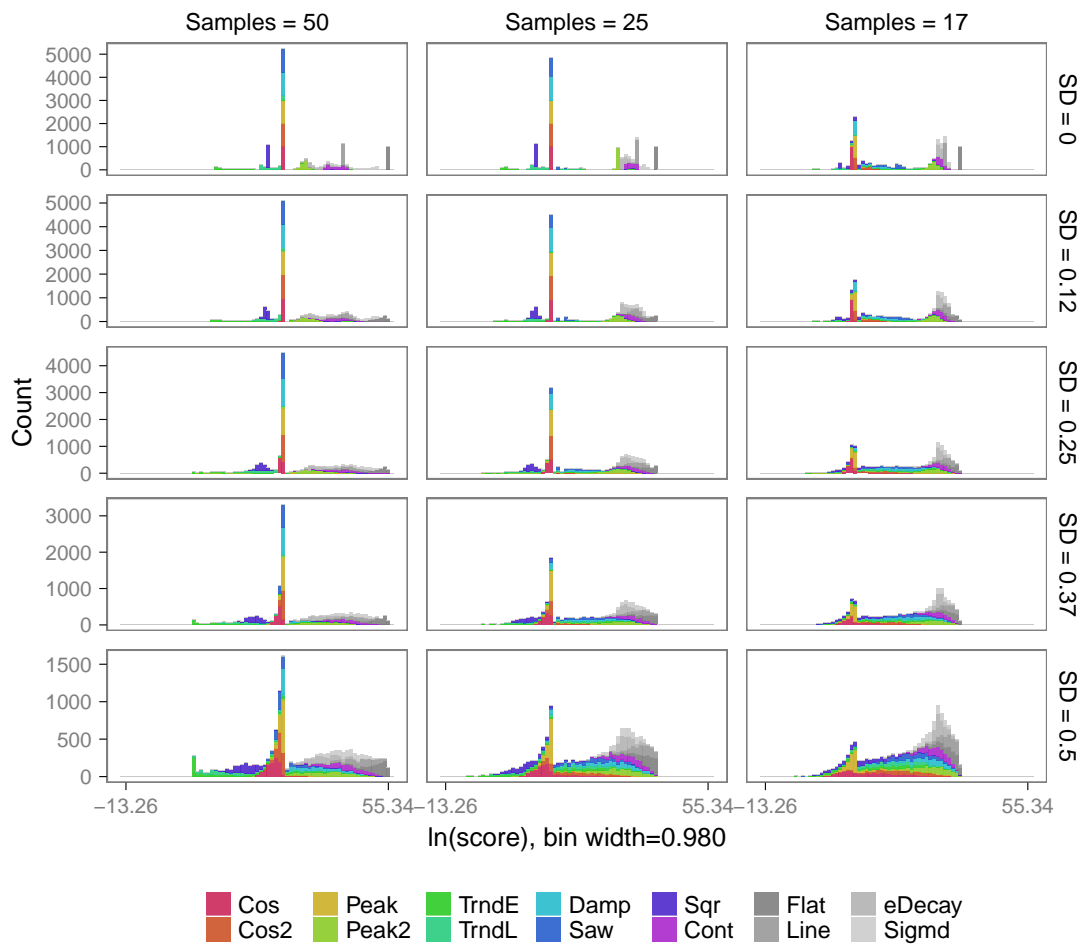 Samples = 50 Samples = 25 Samples = 17
5000
4000
3000
2000
1000
0
SD = 0
5000
4000
3000
2000
1000
0
SD = 0.12
Count
4000
3000
2000
1000
0
SD = 0.25
3000
2000
1000
0
SD = 0.37
1500
1000
500
0
SD = 0.5
−13.26 55.34 −13.26 55.34 −13.26 55.34
ln(score), bin width=0.980
Cos Peak TrndE Damp Sqr Flat eDecay
Cos2 Peak2 TrndL Saw Cont Line Sigmd